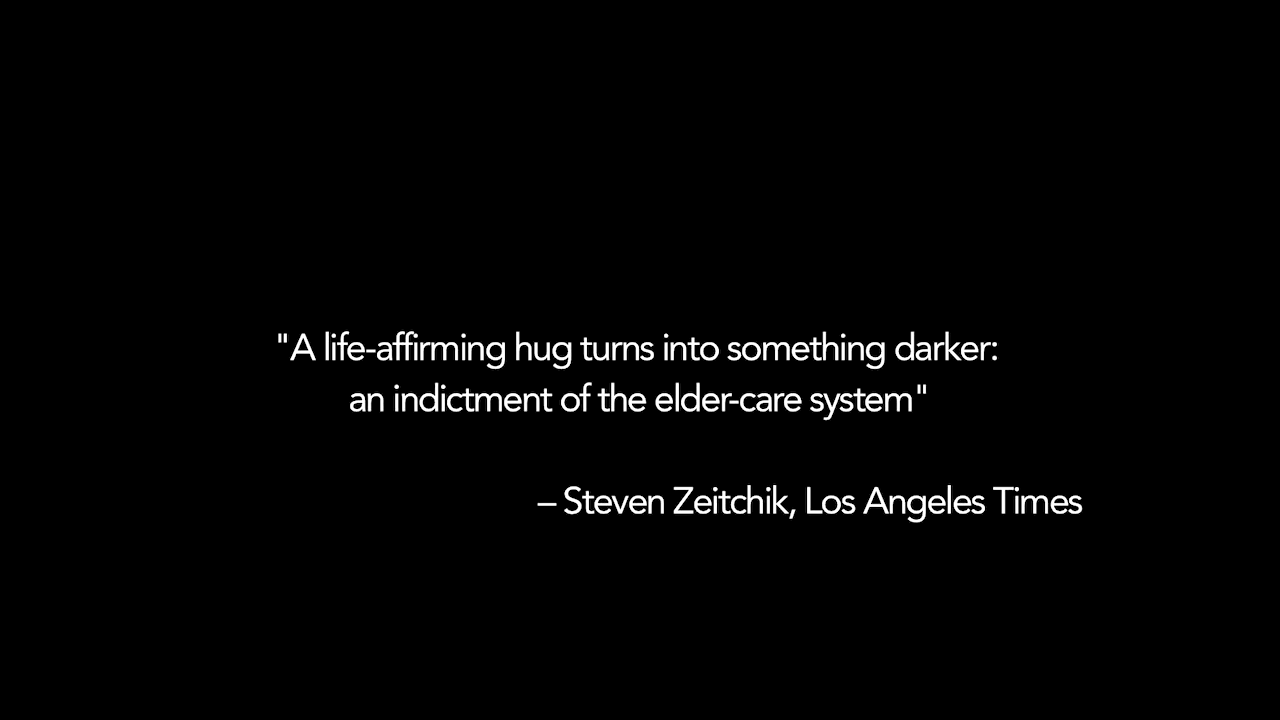 "A life-affirming hug turns into something darker:
an indictment of the elder-care system"
– Steven Zeitchik, Los Angeles Times